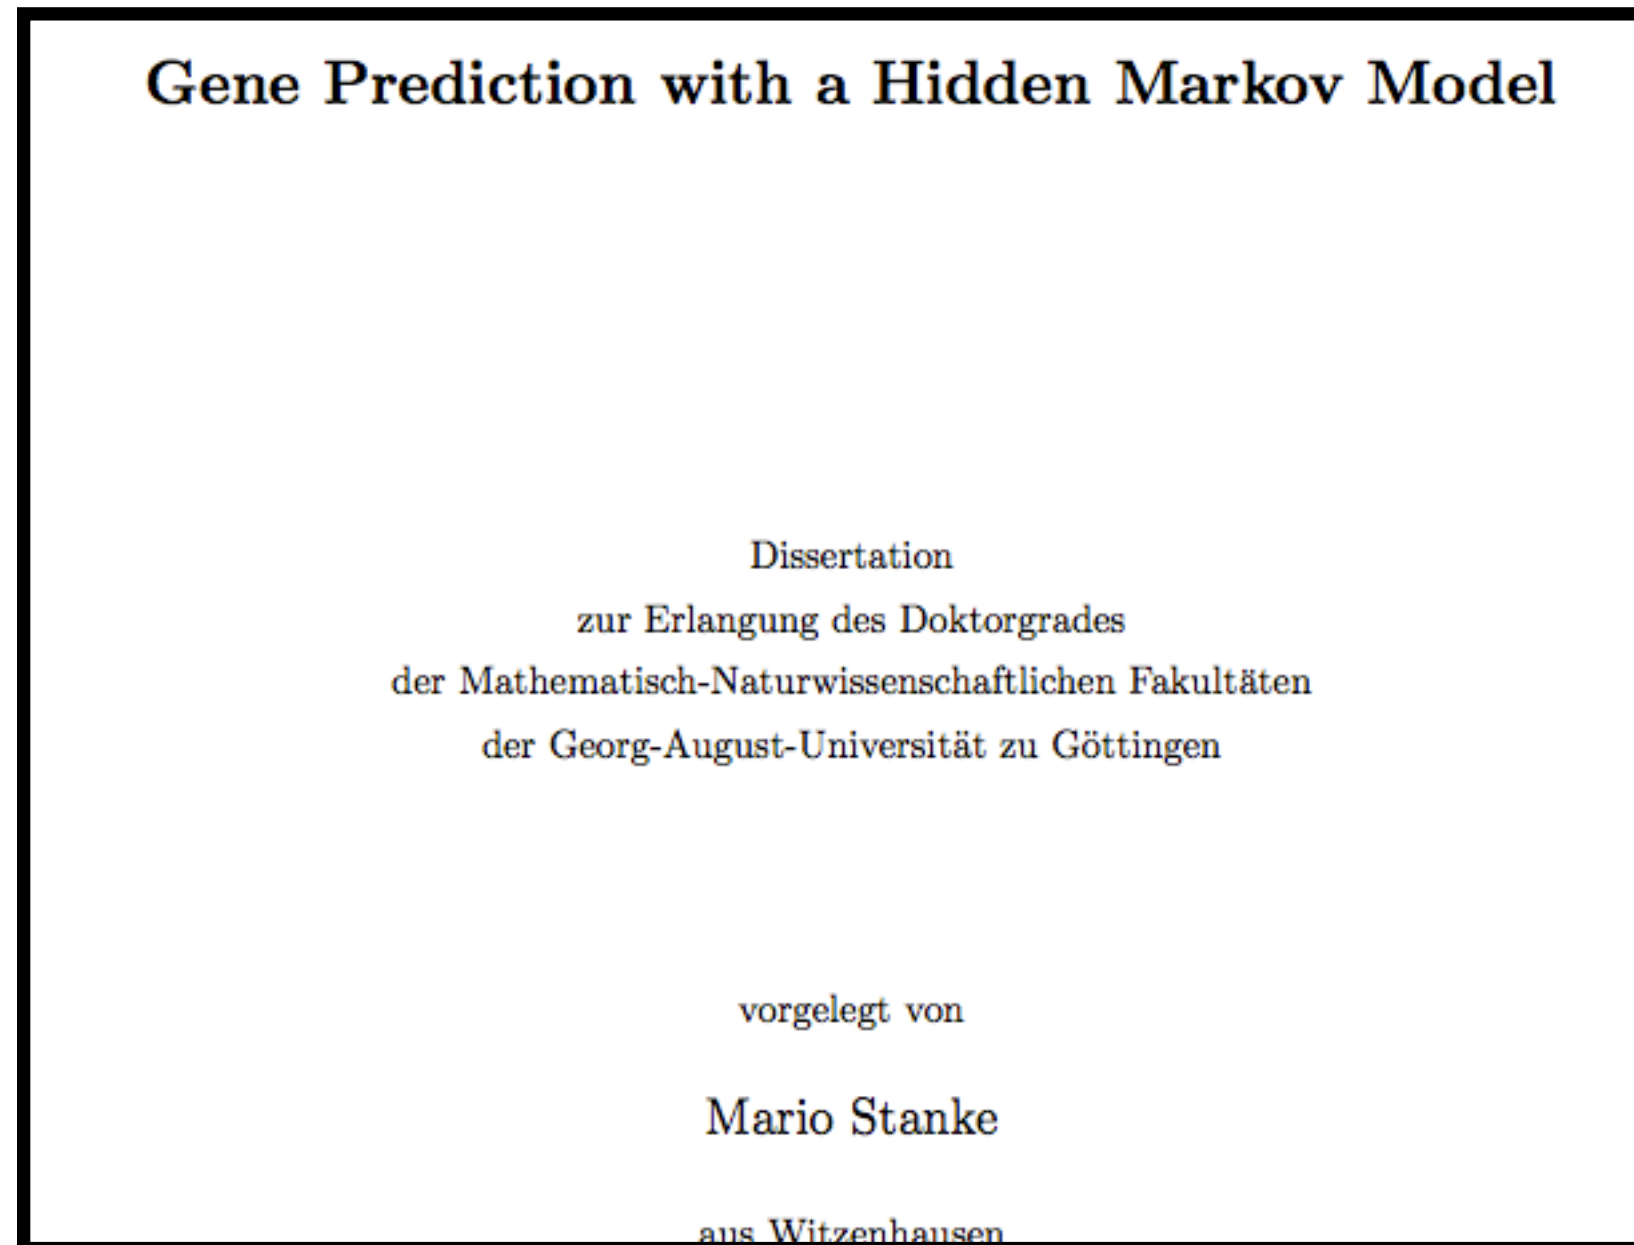 Gene Prediction with a Hidden Markov Model
Dissertation
zur Erlangung des Doktorgrades
der Mathematisch-Naturwissenschaftlichen Fakultäten
der Georg-August-Universität zu Göttingen
vorgelegt von
Mario Stanke
aus Witzenhausen